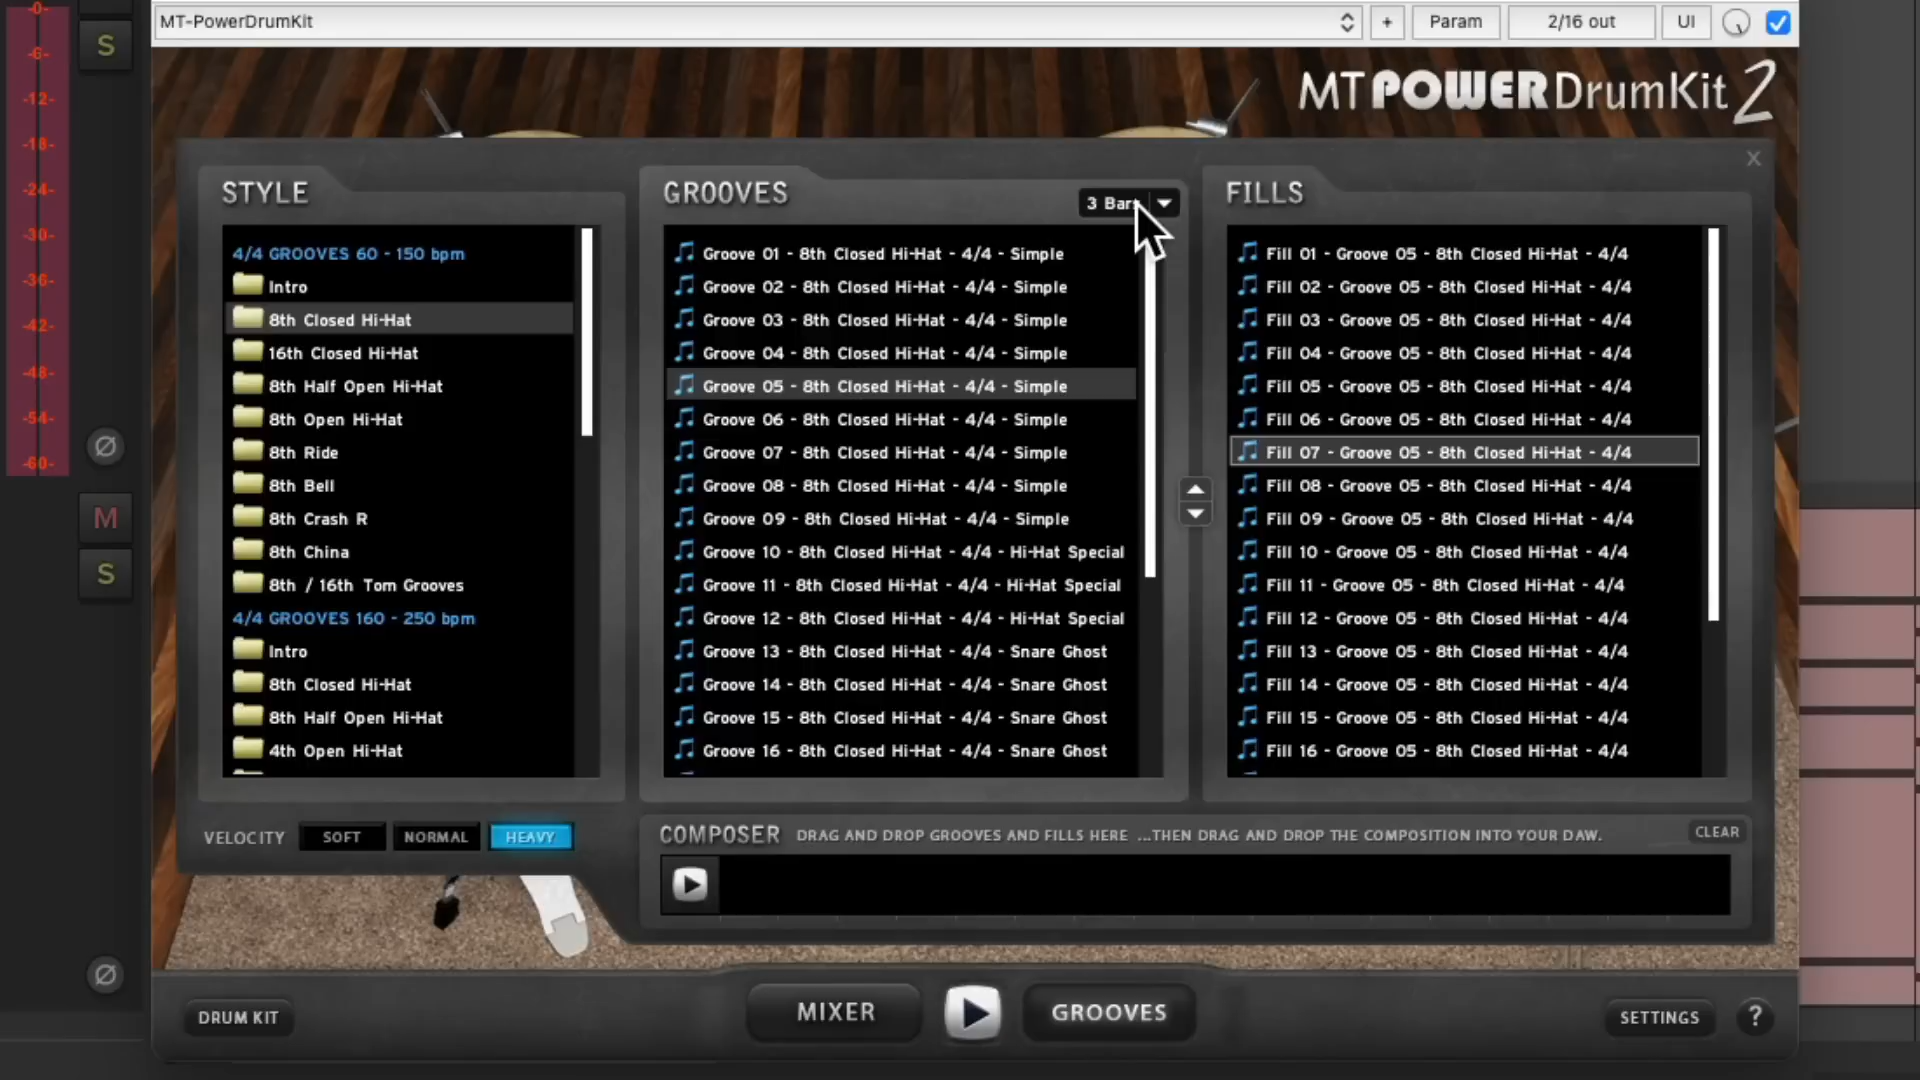 MT-PowerDrumKit
+
Param
2/16 out
UI
-0-
-6-
-12-
-18-
-24-
-30-
-36-
-42-
-48-
-54-
-60-
S
Ø
M
S
Ø
MT POWER DrumKit 2
X
STYLE
4/4 GROOVES 60 - 150 bpm
Intro
8th Closed Hi-Hat
16th Closed Hi-Hat
8th Half Open Hi-Hat
8th Open Hi-Hat
8th Ride
8th Bell
8th Crash R
8th China
8th / 16th Tom Grooves
4/4 GROOVES 160 - 250 bpm
Intro
8th Closed Hi-Hat
8th Half Open Hi-Hat
4th Open Hi-Hat
GROOVES
3 Bars
Groove 01 - 8th Closed Hi-Hat - 4/4 - Simple
Groove 02 - 8th Closed Hi-Hat - 4/4 - Simple
Groove 03 - 8th Closed Hi-Hat - 4/4 - Simple
Groove 04 - 8th Closed Hi-Hat - 4/4 - Simple
Groove 05 - 8th Closed Hi-Hat - 4/4 - Simple
Groove 06 - 8th Closed Hi-Hat - 4/4 - Simple
Groove 07 - 8th Closed Hi-Hat - 4/4 - Simple
Groove 08 - 8th Closed Hi-Hat - 4/4 - Simple
Groove 09 - 8th Closed Hi-Hat - 4/4 - Simple
Groove 10 - 8th Closed Hi-Hat - 4/4 - Hi-Hat Special
Groove 11 - 8th Closed Hi-Hat - 4/4 - Hi-Hat Special
Groove 12 - 8th Closed Hi-Hat - 4/4 - Hi-Hat Special
Groove 13 - 8th Closed Hi-Hat - 4/4 - Snare Ghost
Groove 14 - 8th Closed Hi-Hat - 4/4 - Snare Ghost
Groove 15 - 8th Closed Hi-Hat - 4/4 - Snare Ghost
Groove 16 - 8th Closed Hi-Hat - 4/4 - Snare Ghost
FILLS
Fill 01 - Groove 05 - 8th Closed Hi-Hat - 4/4
Fill 02 - Groove 05 - 8th Closed Hi-Hat - 4/4
Fill 03 - Groove 05 - 8th Closed Hi-Hat - 4/4
Fill 04 - Groove 05 - 8th Closed Hi-Hat - 4/4
Fill 05 - Groove 05 - 8th Closed Hi-Hat - 4/4
Fill 06 - Groove 05 - 8th Closed Hi-Hat - 4/4
Fill 07 - Groove 05 - 8th Closed Hi-Hat - 4/4
Fill 08 - Groove 05 - 8th Closed Hi-Hat - 4/4
Fill 09 - Groove 05 - 8th Closed Hi-Hat - 4/4
Fill 10 - Groove 05 - 8th Closed Hi-Hat - 4/4
Fill 11 - Groove 05 - 8th Closed Hi-Hat - 4/4
Fill 12 - Groove 05 - 8th Closed Hi-Hat - 4/4
Fill 13 - Groove 05 - 8th Closed Hi-Hat - 4/4
Fill 14 - Groove 05 - 8th Closed Hi-Hat - 4/4
Fill 15 - Groove 05 - 8th Closed Hi-Hat - 4/4
Fill 16 - Groove 05 - 8th Closed Hi-Hat - 4/4
VELOCITY SOFT NORMAL HEAVY
COMPOSER DRAG AND DROP GROOVES AND FILLS HERE ...THEN DRAG AND DROP THE COMPOSITION INTO YOUR DAW.
CLEAR
DRUM KIT
MIXER
GROOVES
SETTINGS
?